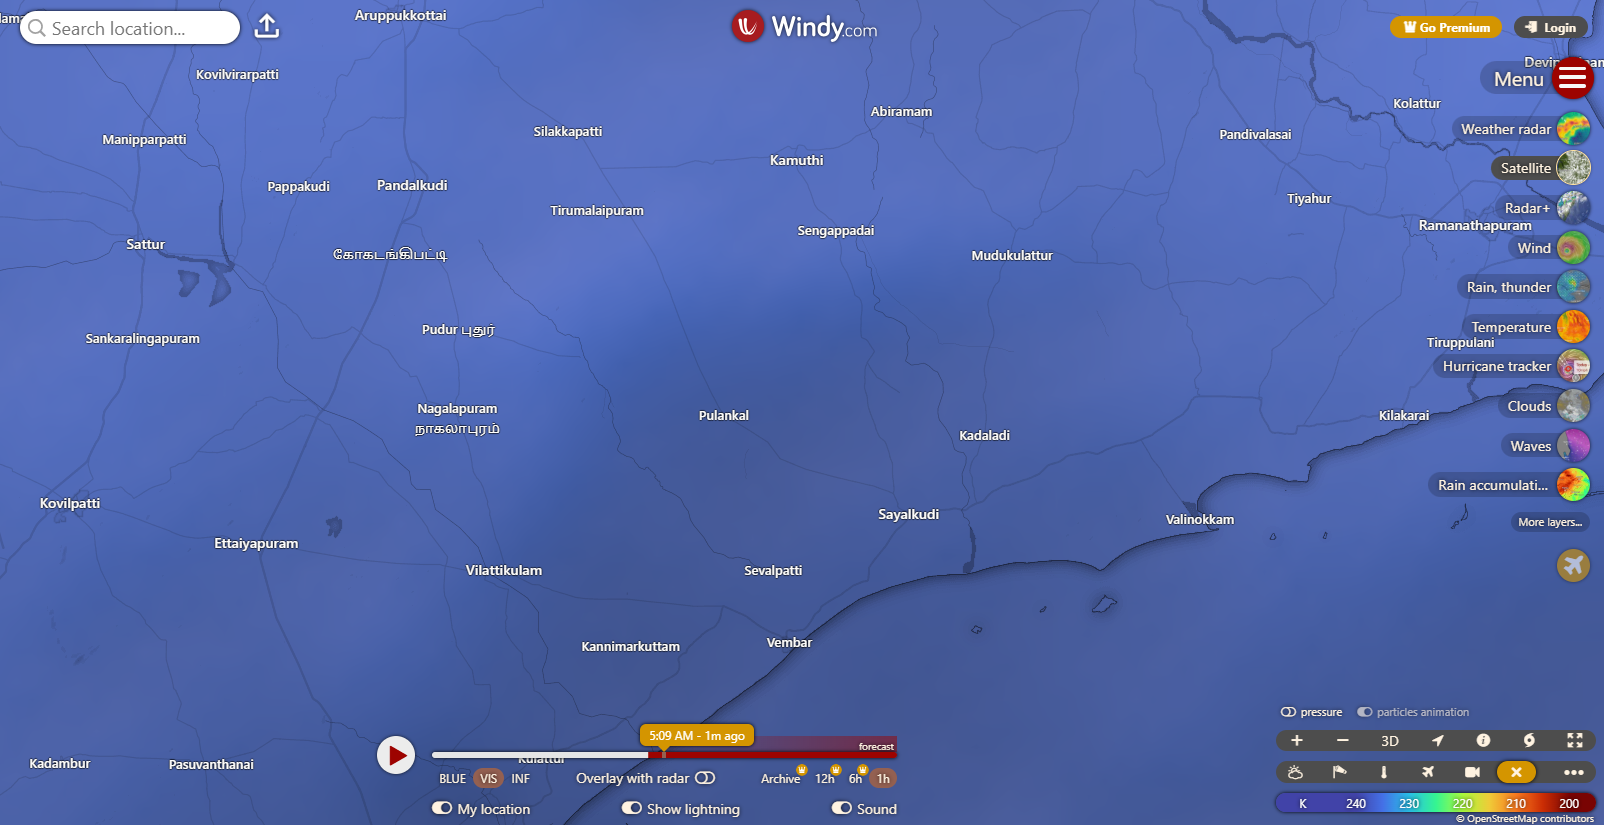 Aruppukkottai
Search location...
Windy.com
Go Premium
Login
Kovilvirarpatti
Menu
Kolattur
Abiramam
Silakkapatti
Weather radar
Pandivalasai
Manipparpatti
Kamuthi
Satellite
Pappakudi
Pandalkudi
Tiyahur
Radar+
Tirumalaipuram
Ramanathapuram
Sengappadai
Sattur
Wind
கோகடங்கிபட்டி
Mudukulattur
Rain, thunder
Pudur புதூர்
Temperature
Sankaralingapuram
Tiruppulani
Hurricane tracker
Nagalapuram
நாகலாபுரம்
Clouds
Pulankal
Kilakarai
Kadaladi
Waves
Rain accumulati...
Kovilpatti
Sayalkudi
Valinokkam
More layers...
Ettaiyapuram
Vilattikulam
Sevalpatti
Kannimarkuttam
Vembar
pressure
particles animation
5:09 AM - 1m ago
forecast
3D
Kadambur
Pasuvanthanai
Kulattur
BLUE VIS INF
Overlay with radar
Archive 12h 6h 1h
My location
Show lightning
Sound
K 240 230 220 210 200
© OpenStreetMap contributors